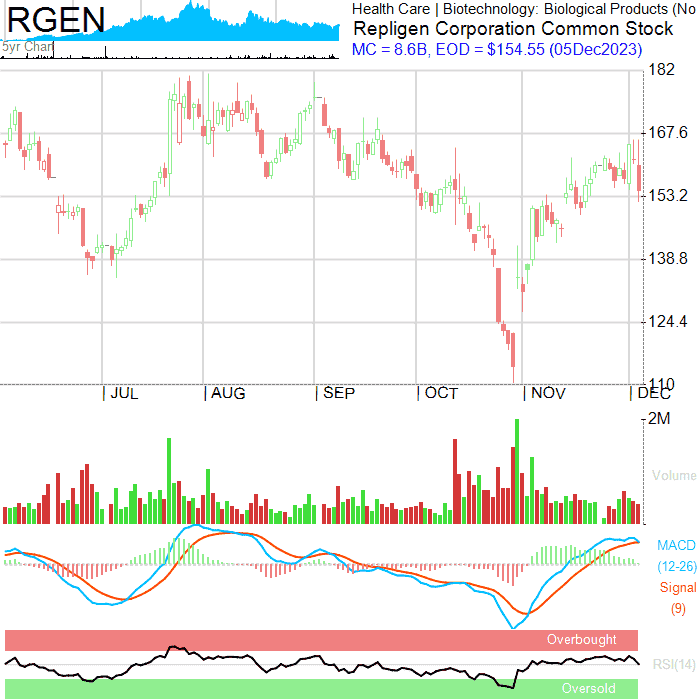 RGEN
5yr Chart
Health Care | Biotechnology: Biological Products (No
Repligen Corporation Common Stock
MC = 8.6B, EOD = $154.55 (05Dec2023)
182
167.6
153.2
138.8
124.4
110
| JUL | AUG | SEP | OCT | NOV | DEC
2M
Volume
MACD
(12-26)
Signal
(9)
Overbought
RSI(14)
Oversold